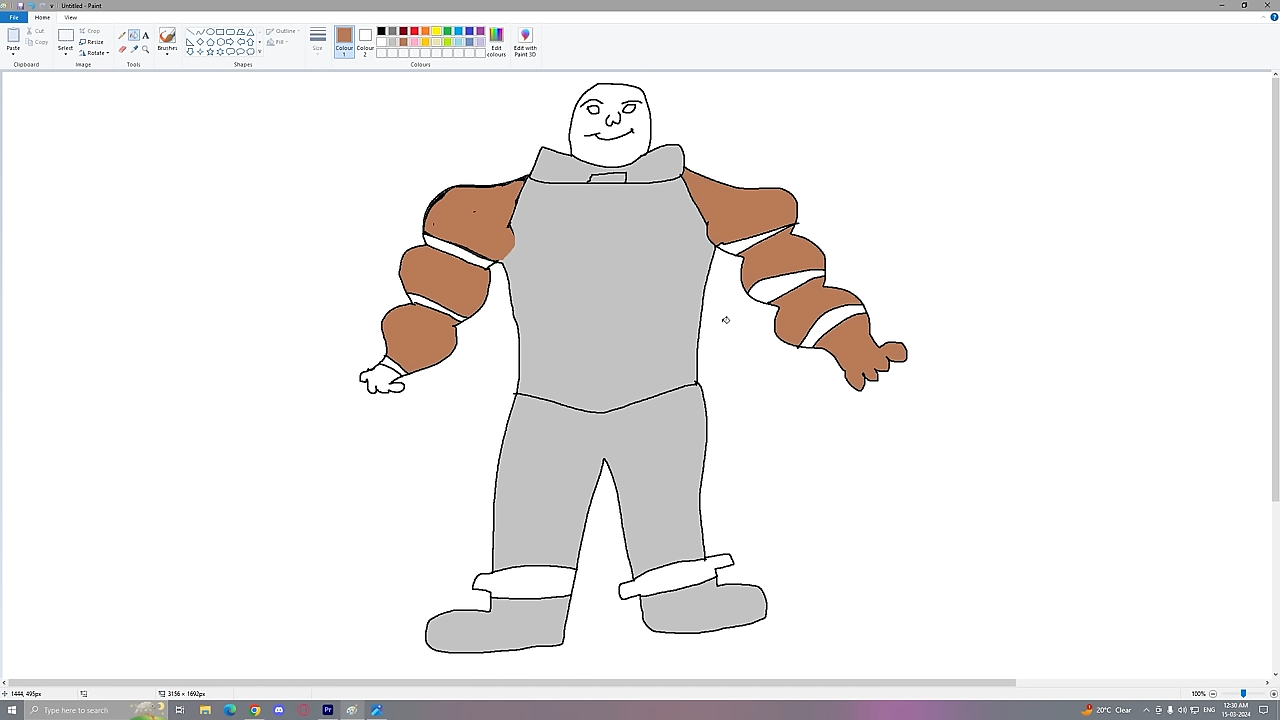 Untitled - Paint
File Home View
Cut Crop Outline
Copy Resize Fill
Paste Select Rotate A Brushes Size Colour 1 Colour 2 Edit colours Edit with Paint 3D
Clipboard Image Tools Shapes Colours
1444, 495px 3156 × 1692px 100%
Type here to search Pr 20°C Clear ENG 12:30 AM
15-03-2024